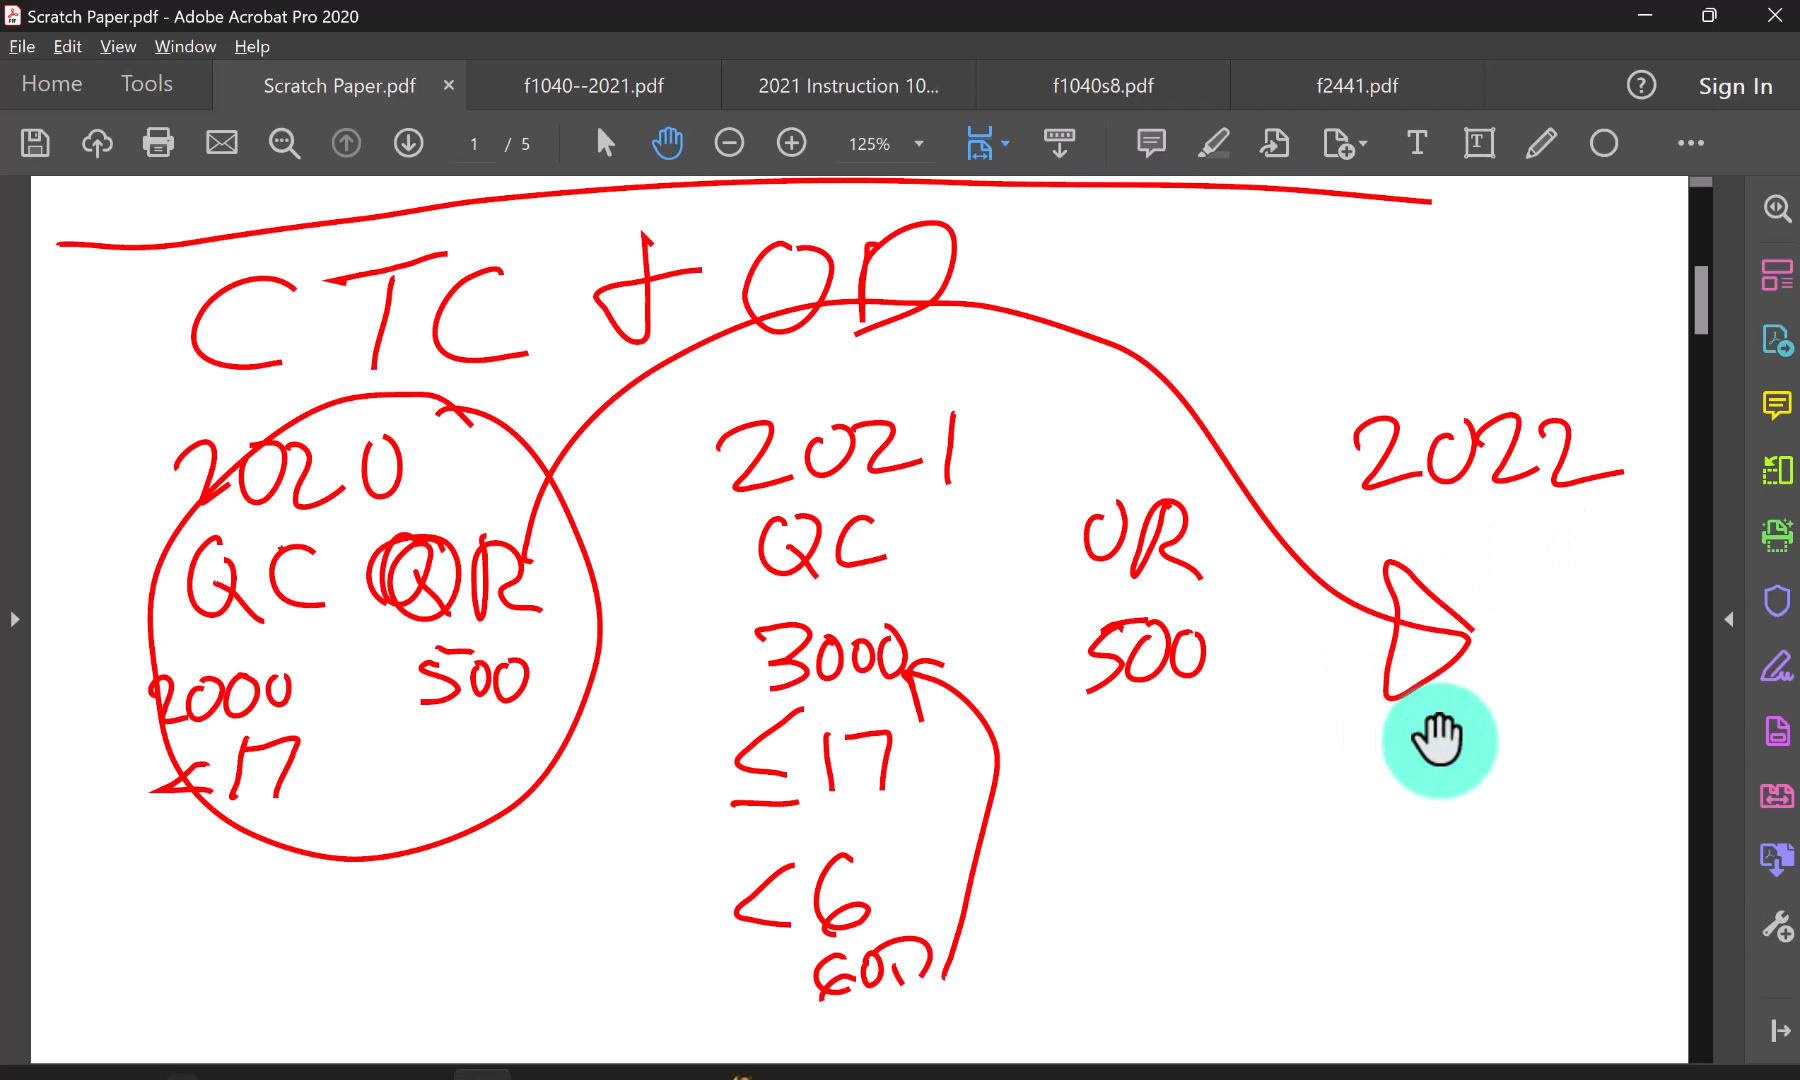 Scratch Paper.pdf - Adobe Acrobat Pro 2020
File Edit View Window Help
Home Tools Scratch Paper.pdf × f1040--2021.pdf 2021 Instruction 10... f1040s8.pdf f2441.pdf ? Sign In
1 / 5 125% T T
CTC + OD
2020 2021 2022
QC QR QC OR
2000 500 3000 500
<17 ≤17
<6